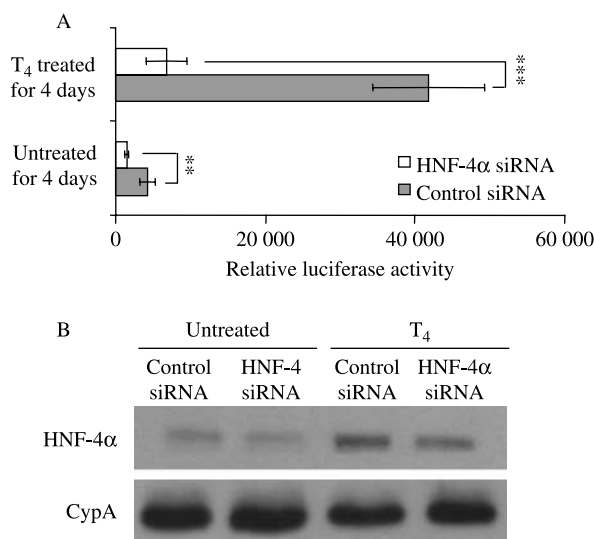 A
T₄ treated
for 4 days
***
Untreated
for 4 days
**
HNF-4α siRNA
Control siRNA
0
20 000
40 000
60 000
Relative luciferase activity
B
Untreated
T₄
Control
siRNA
HNF-4
siRNA
Control
siRNA
HNF-4α
siRNA
HNF-4α
CypA